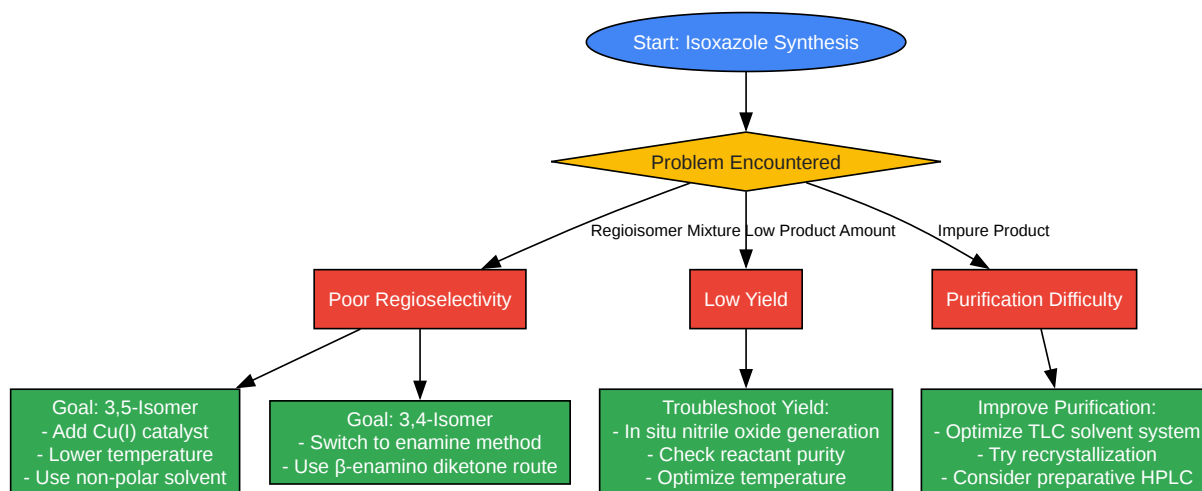 Start: Isoxazole Synthesis
Problem Encountered
Regioisomer Mixture
Low Product Amount
Impure Product
Poor Regioselectivity
Low Yield
Purification Difficulty
Goal: 3,5-Isomer
- Add Cu(I) catalyst
- Lower temperature
- Use non-polar solvent
Goal: 3,4-Isomer
- Switch to enamine method
- Use β-enamino diketone route
Troubleshoot Yield:
- In situ nitrile oxide generation
- Check reactant purity
- Optimize temperature
Improve Purification:
- Optimize TLC solvent system
- Try recrystallization
- Consider preparative HPLC